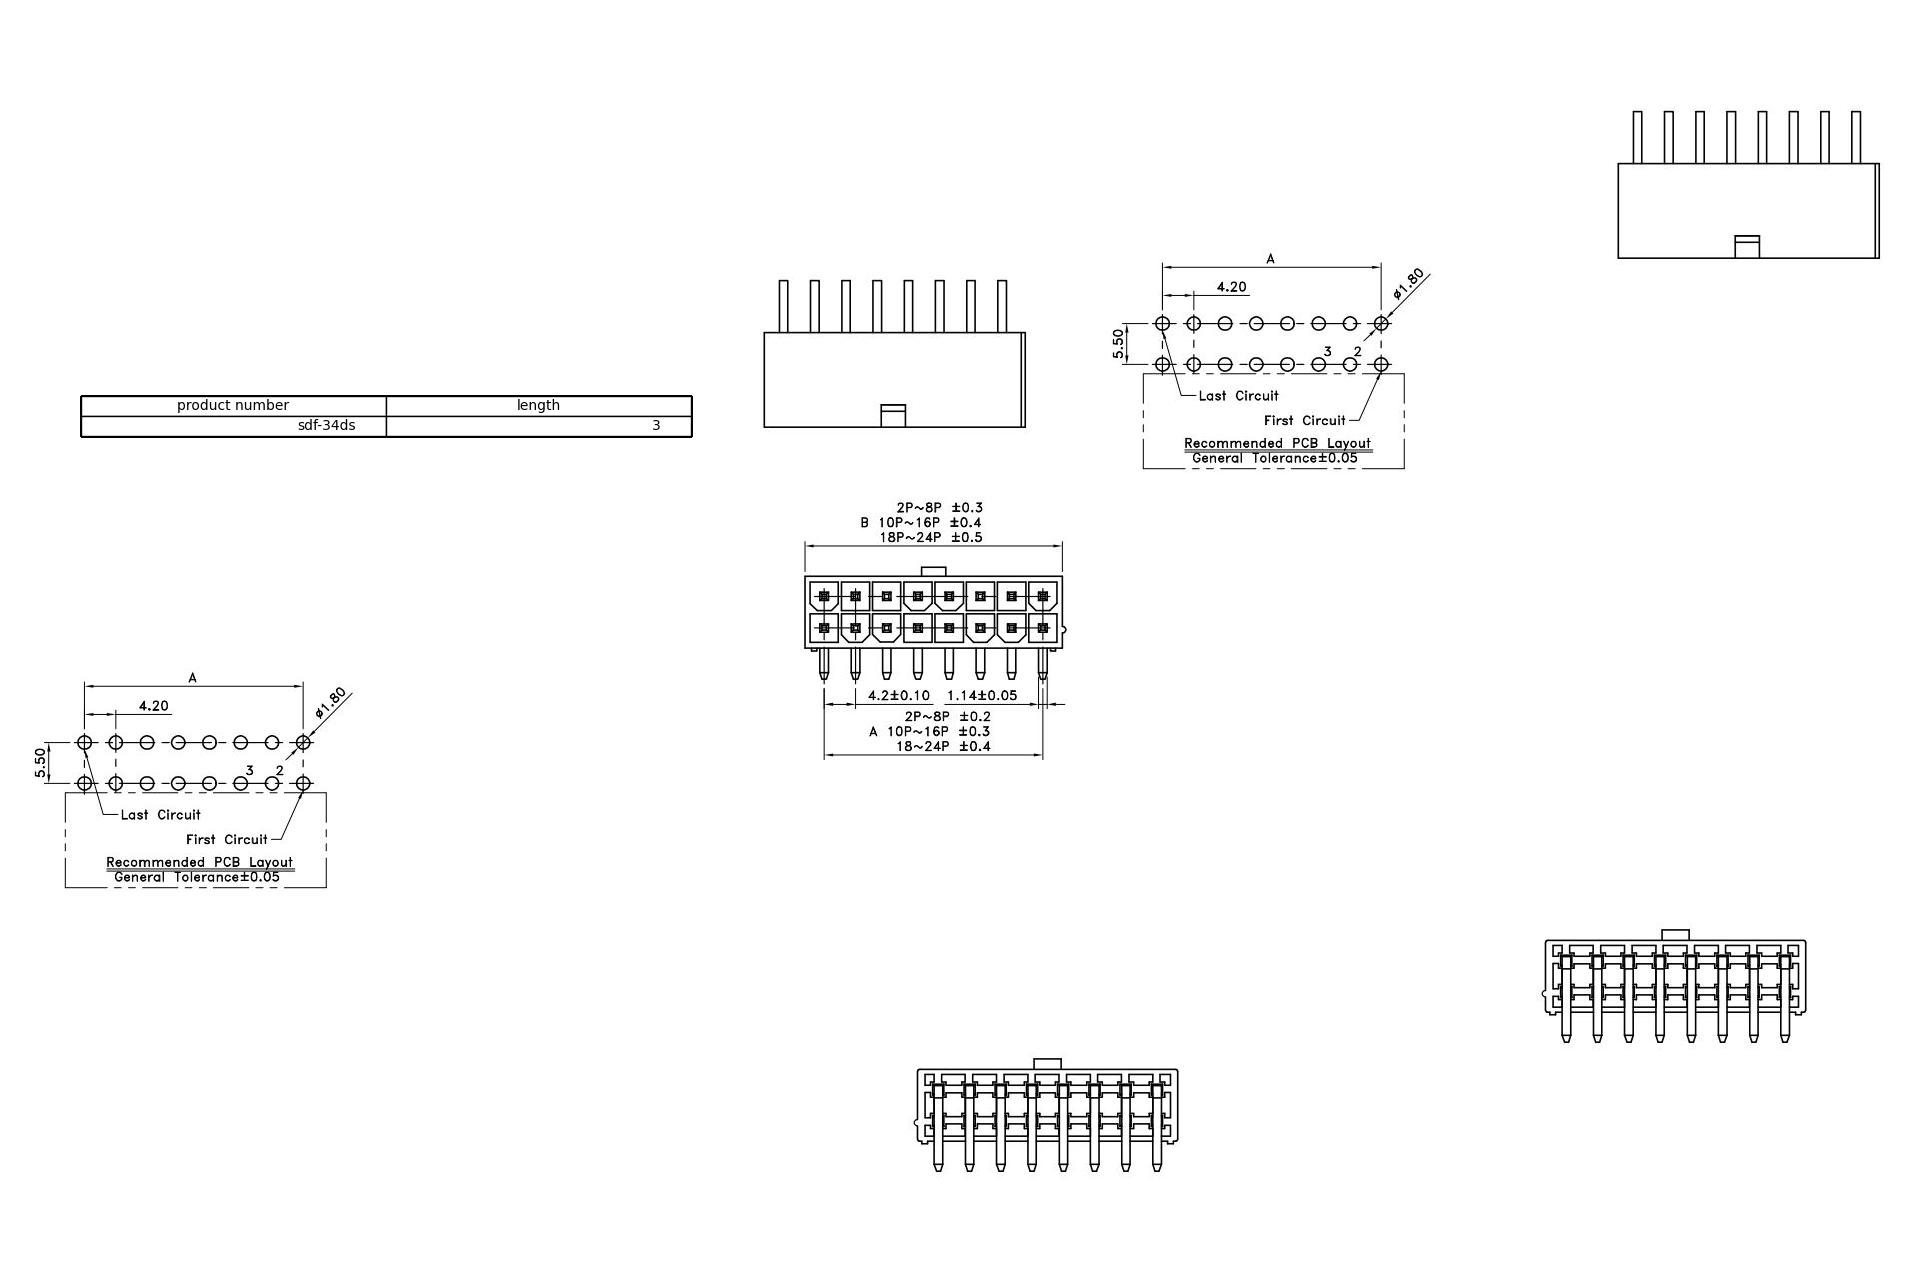 A
4.20
ø1.80
5.50
3 2
Last Circuit
First Circuit
Recommended PCB Layout
General Tolerance±0.05
product number length
sdf-34ds 3
2P~8P ±0.3
B 10P~16P ±0.4
18P~24P ±0.5
4.2±0.10 1.14±0.05
2P~8P ±0.2
A 10P~16P ±0.3
18~24P ±0.4
A
4.20
ø1.80
5.50
3 2
Last Circuit
First Circuit
Recommended PCB Layout
General Tolerance±0.05